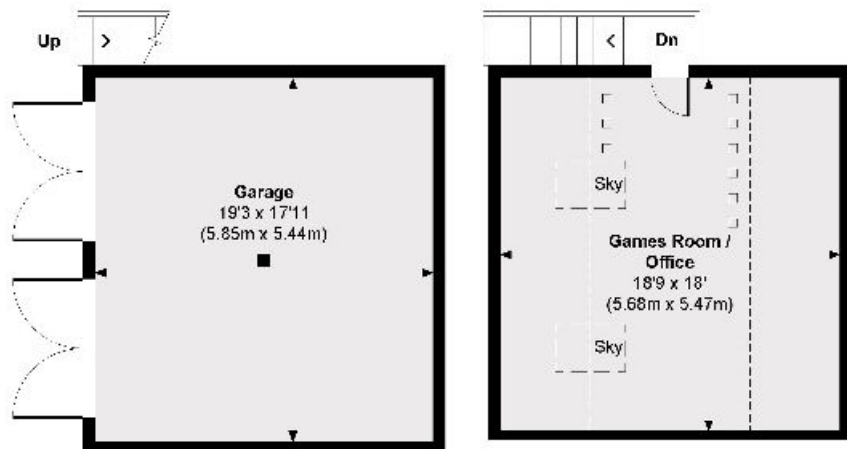 Up
Dn
Garage
19'3 x 17'11
(5.85m x 5.44m)
Sky
Games Room /
Office
18'9 x 18'
(5.68m x 5.47m)
Sky